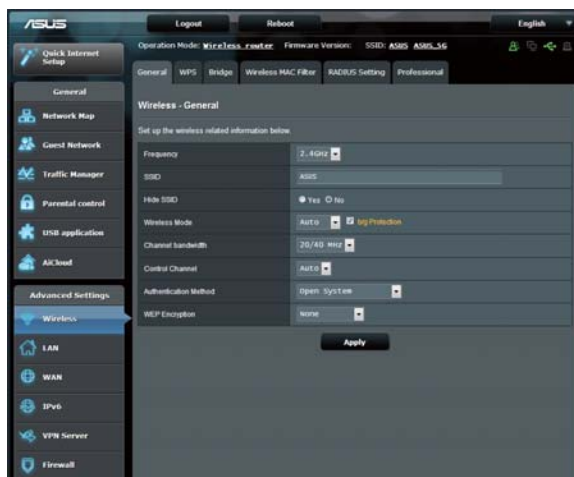 ASUS
Logout
Reboot
English
Quick Internet Setup
Operation Mode: Wireless router Firmware Version: SSID: ASUS ASUS_5G
General WPS Bridge Wireless MAC Filter RADIUS Setting Professional
General
Network Map
Guest Network
Traffic Manager
Parental control
USB application
AiCloud
Advanced Settings
Wireless
LAN
WAN
IPv6
VPN Server
Firewall
Wireless - General
Set up the wireless related information below.
Frequency 2.4GHz
SSID ASUS
Hide SSID Yes No
Wireless Mode Auto b/g Protection
Channel bandwidth 20/40 MHz
Control Channel Auto
Authentication Method Open System
WEP Encryption None
Apply